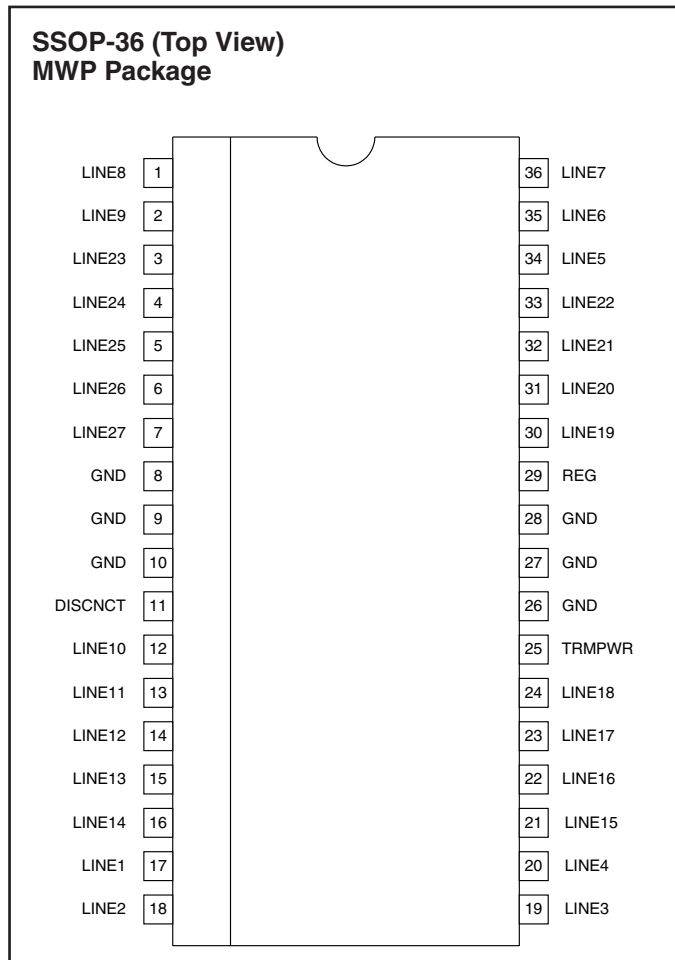 SSOP-36 (Top View)
MWP Package
LINE8 1 36 LINE7
LINE9 2 35 LINE6
LINE23 3 34 LINE5
LINE24 4 33 LINE22
LINE25 5 32 LINE21
LINE26 6 31 LINE20
LINE27 7 30 LINE19
GND 8 29 REG
GND 9 28 GND
GND 10 27 GND
DISCNCT 11 26 GND
LINE10 12 25 TRMPWR
LINE11 13 24 LINE18
LINE12 14 23 LINE17
LINE13 15 22 LINE16
LINE14 16 21 LINE15
LINE1 17 20 LINE4
LINE2 18 19 LINE3